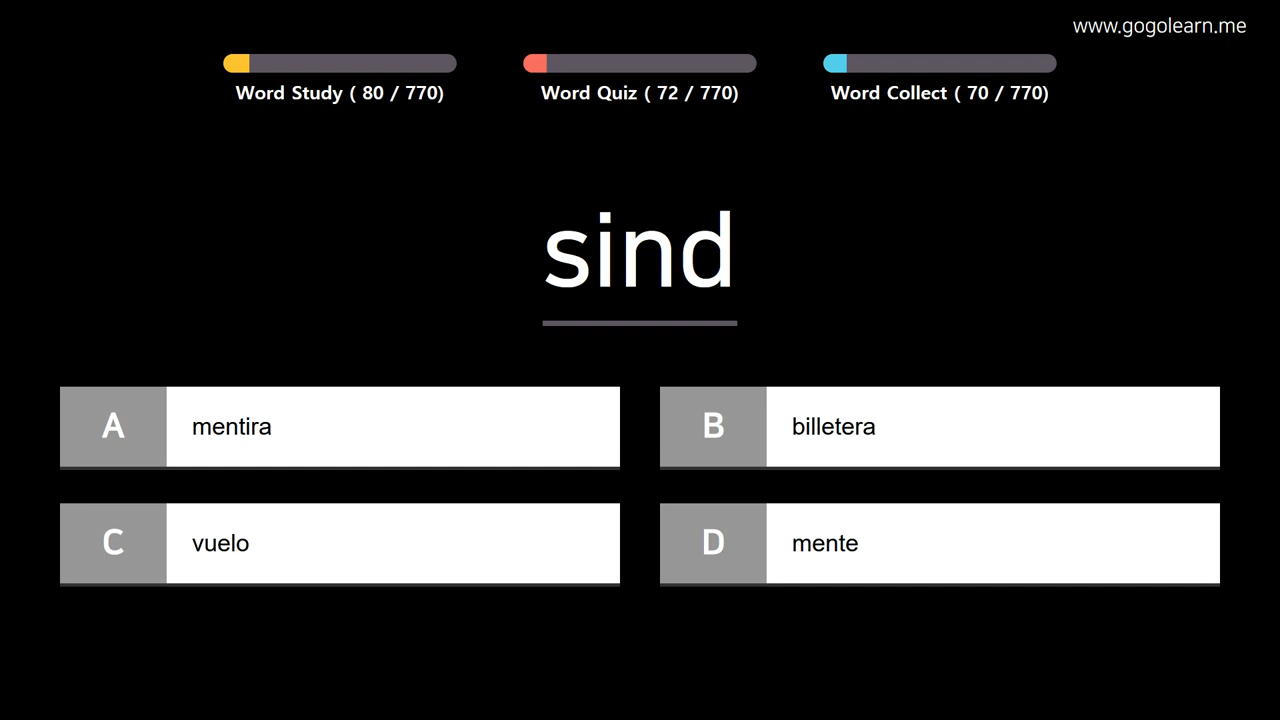 www.gogolearn.me
Word Study ( 80 / 770)
Word Quiz ( 72 / 770)
Word Collect ( 70 / 770)
sind
A mentira
B billetera
C vuelo
D mente